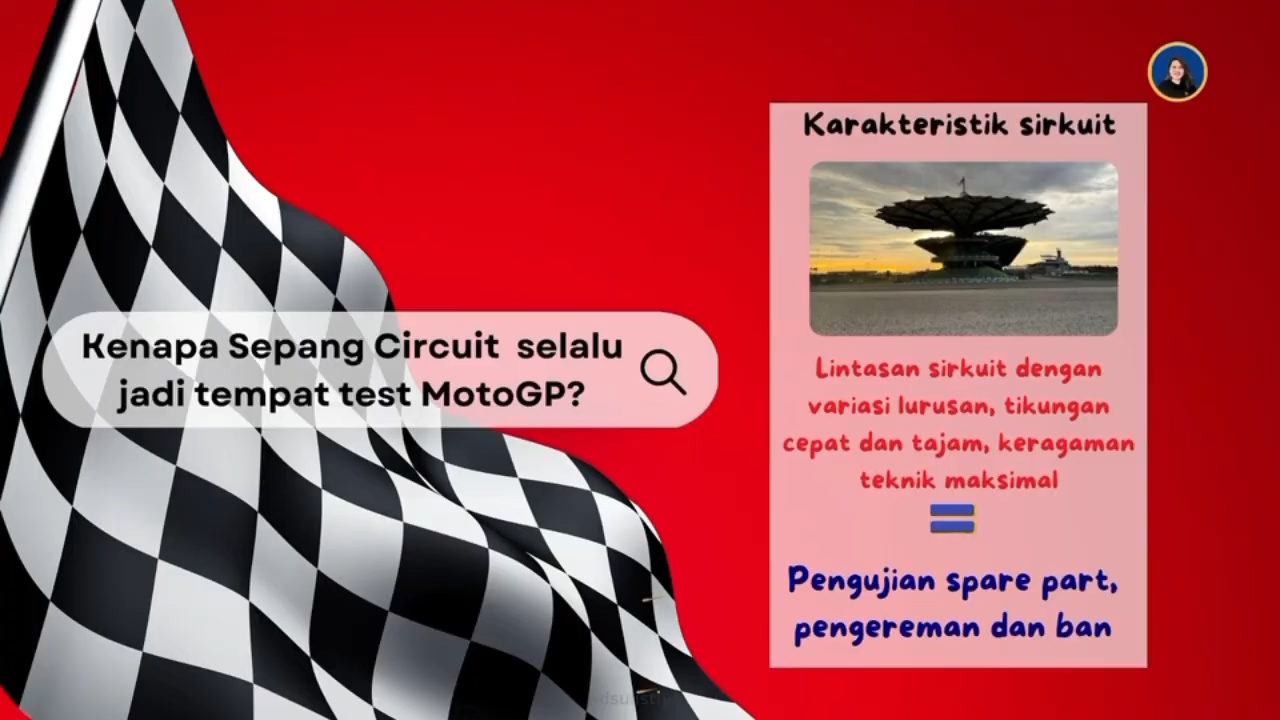 Kenapa Sepang Circuit selalu
jadi tempat test MotoGP?
Karakteristik sirkuit
Lintasan sirkuit dengan
variasi lurusan, tikungan
cepat dan tajam, keragaman
teknik maksimal
=
Pengujian spare part,
pengereman dan ban